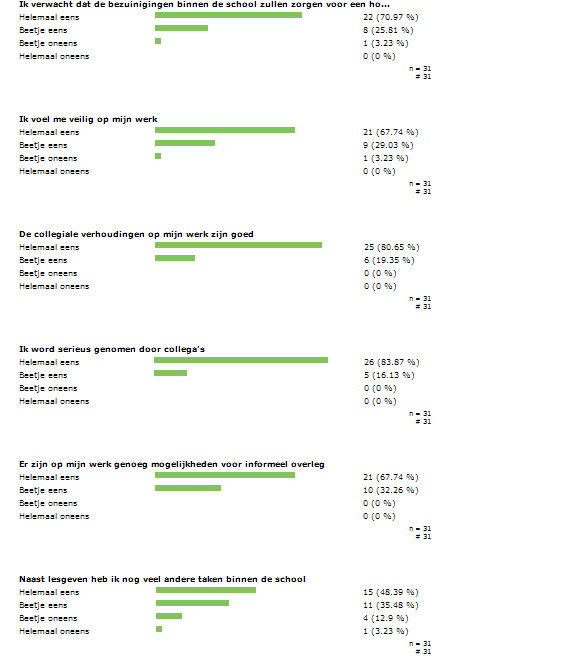 Ik verwacht dat de bezuinigingen binnen de school zullen zorgen voor een ho...
Helemaal eens 22 (70.97 %)
Beetje eens 8 (25.81 %)
Beetje oneens 1 (3.23 %)
Helemaal oneens 0 (0 %)
n = 31
# 31
Ik voel me veilig op mijn werk
Helemaal eens 21 (67.74 %)
Beetje eens 9 (29.03 %)
Beetje oneens 1 (3.23 %)
Helemaal oneens 0 (0 %)
n = 31
# 31
De collegiale verhoudingen op mijn werk zijn goed
Helemaal eens 25 (80.65 %)
Beetje eens 6 (19.35 %)
Beetje oneens 0 (0 %)
Helemaal oneens 0 (0 %)
n = 31
# 31
Ik word serieus genomen door collega's
Helemaal eens 26 (83.87 %)
Beetje eens 5 (16.13 %)
Beetje oneens 0 (0 %)
Helemaal oneens 0 (0 %)
n = 31
# 31
Er zijn op mijn werk genoeg mogelijkheden voor informeel overleg
Helemaal eens 21 (67.74 %)
Beetje eens 10 (32.26 %)
Beetje oneens 0 (0 %)
Helemaal oneens 0 (0 %)
n = 31
# 31
Naast lesgeven heb ik nog veel andere taken binnen de school
Helemaal eens 15 (48.39 %)
Beetje eens 11 (35.48 %)
Beetje oneens 4 (12.9 %)
Helemaal oneens 1 (3.23 %)
n = 31
# 31